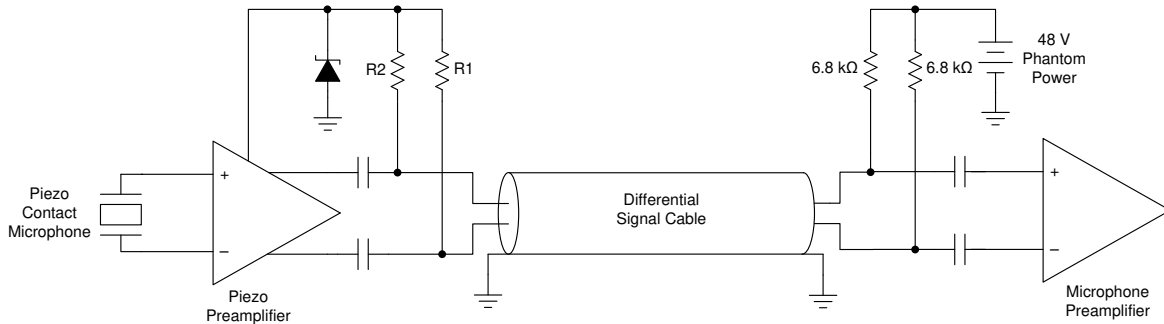 R2
R1
6.8 kΩ
6.8 kΩ
48 V
Phantom
Power
Piezo
Contact
Microphone
+
−
Piezo
Preamplifier
Differential
Signal Cable
+
−
Microphone
Preamplifier